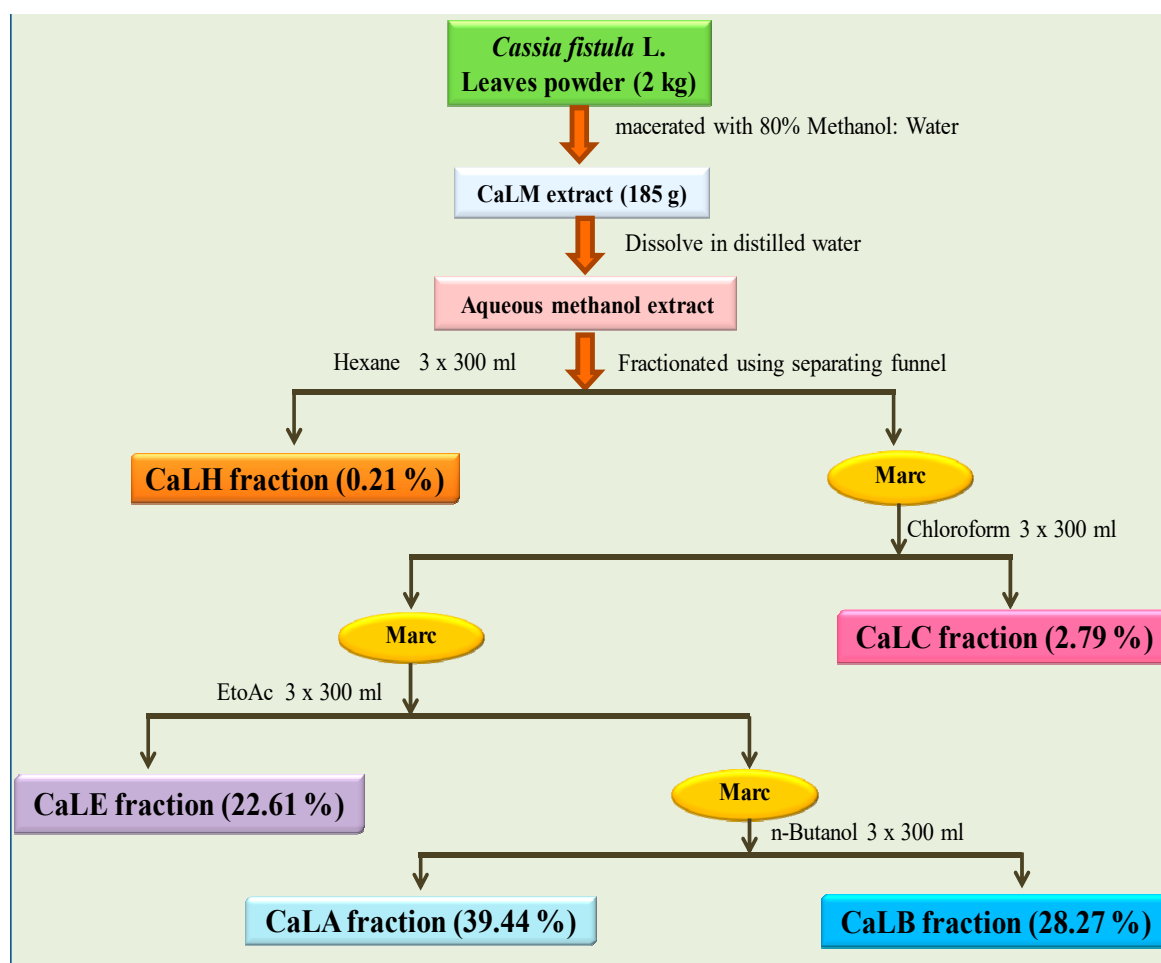 Cassia fistula L.
Leaves powder (2 kg)
macerated with 80% Methanol: Water
CaLM extract (185 g)
Dissolve in distilled water
Aqueous methanol extract
Hexane 3 x 300 ml
Fractionated using separating funnel
CaLH fraction (0.21 %)
Marc
Chloroform 3 x 300 ml
Marc
CaLC fraction (2.79 %)
EtoAc 3 x 300 ml
CaLE fraction (22.61 %)
Marc
n-Butanol 3 x 300 ml
CaLA fraction (39.44 %)
CaLB fraction (28.27 %)